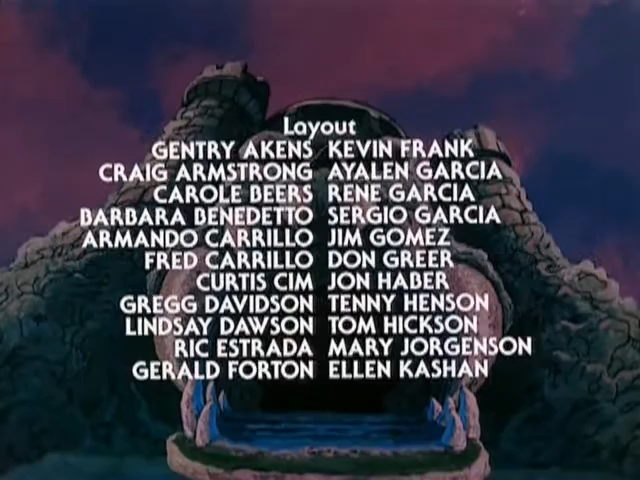 Layout
GENTRY AKENS KEVIN FRANK
CRAIG ARMSTRONG AYALEN GARCIA
CAROLE BEERS RENE GARCIA
BARBARA BENEDETTO SERGIO GARCIA
ARMANDO CARRILLO JIM GOMEZ
FRED CARRILLO DON GREER
CURTIS CIM JON HABER
GREGG DAVIDSON TENNY HENSON
LINDSAY DAWSON TOM HICKSON
RIC ESTRADA MARY JORGENSON
GERALD FORTON ELLEN KASHAN